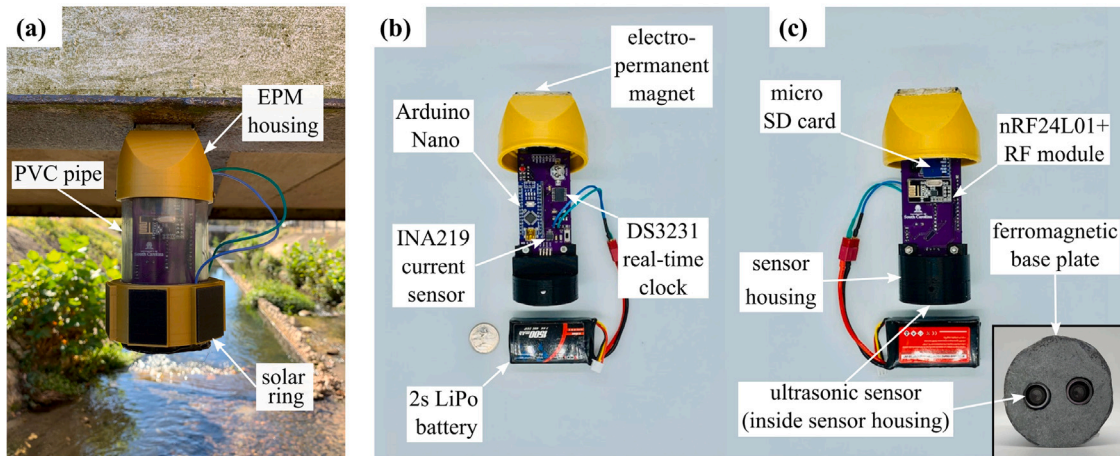 (a)
EPM
housing
PVC pipe
solar
ring
(b)
electro-
permanent
magnet
Arduino
Nano
INA219
current
sensor
DS3231
real-time
clock
1500
2s LiPo
battery
(c)
micro
SD card
nRF24L01+
RF module
sensor
housing
ferromagnetic
base plate
ultrasonic sensor
(inside sensor housing)